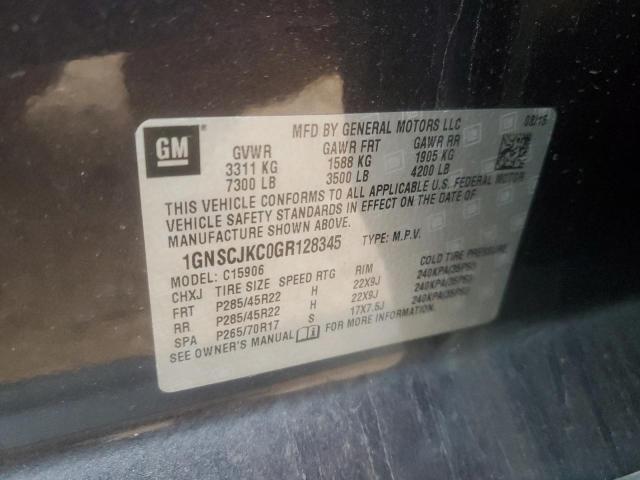 GM
MFD BY GENERAL MOTORS LLC 08/15
GVWR GAWR FRT GAWR RR
3311 KG 1588 KG 1905 KG
7300 LB 3500 LB 4200 LB
THIS VEHICLE CONFORMS TO ALL APPLICABLE U.S. FEDERAL MOTOR
VEHICLE SAFETY STANDARDS IN EFFECT ON THE DATE OF
MANUFACTURE SHOWN ABOVE.
1GNSCJKC0GR128345 TYPE: M.P.V.
MODEL: C15906
CHXJ TIRE SIZE SPEED RTG RIM COLD TIRE PRESSURE
FRT P285/45R22 H 22X9J 240KPA(35PSI)
RR P285/45R22 H 22X9J 240KPA(35PSI)
SPA P265/70R17 S 17X7.5J 240KPA(35PSI)
SEE OWNER'S MANUAL FOR MORE INFORMATION.